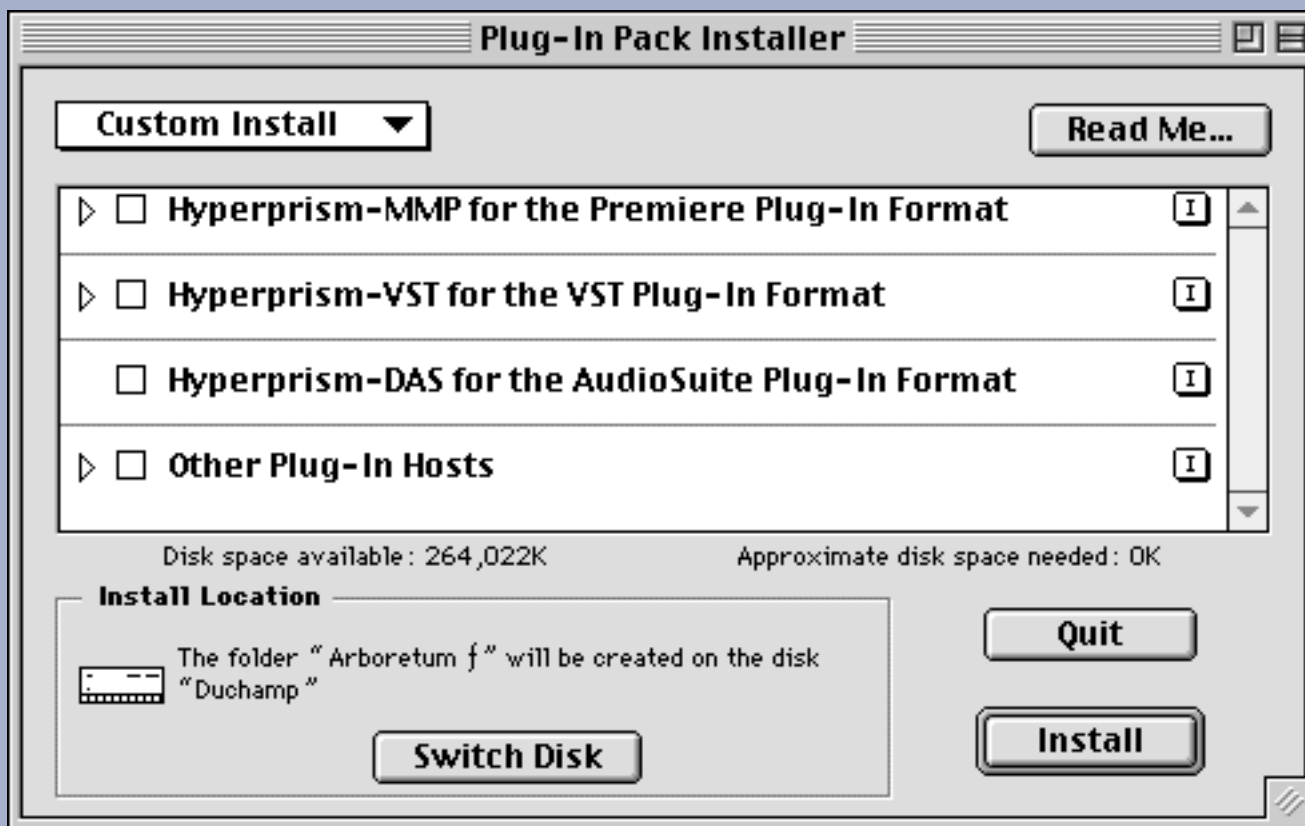 Plug-In Pack Installer
Custom Install
Read Me...
Hyperprism-MMP for the Premiere Plug-In Format
I
Hyperprism-VST for the VST Plug-In Format
I
Hyperprism-DAS for the AudioSuite Plug-In Format
I
Other Plug-In Hosts
I
Disk space available: 264,022K
Approximate disk space needed: 0K
Install Location
The folder "Arboretum ƒ" will be created on the disk
"Duchamp"
Switch Disk
Quit
Install